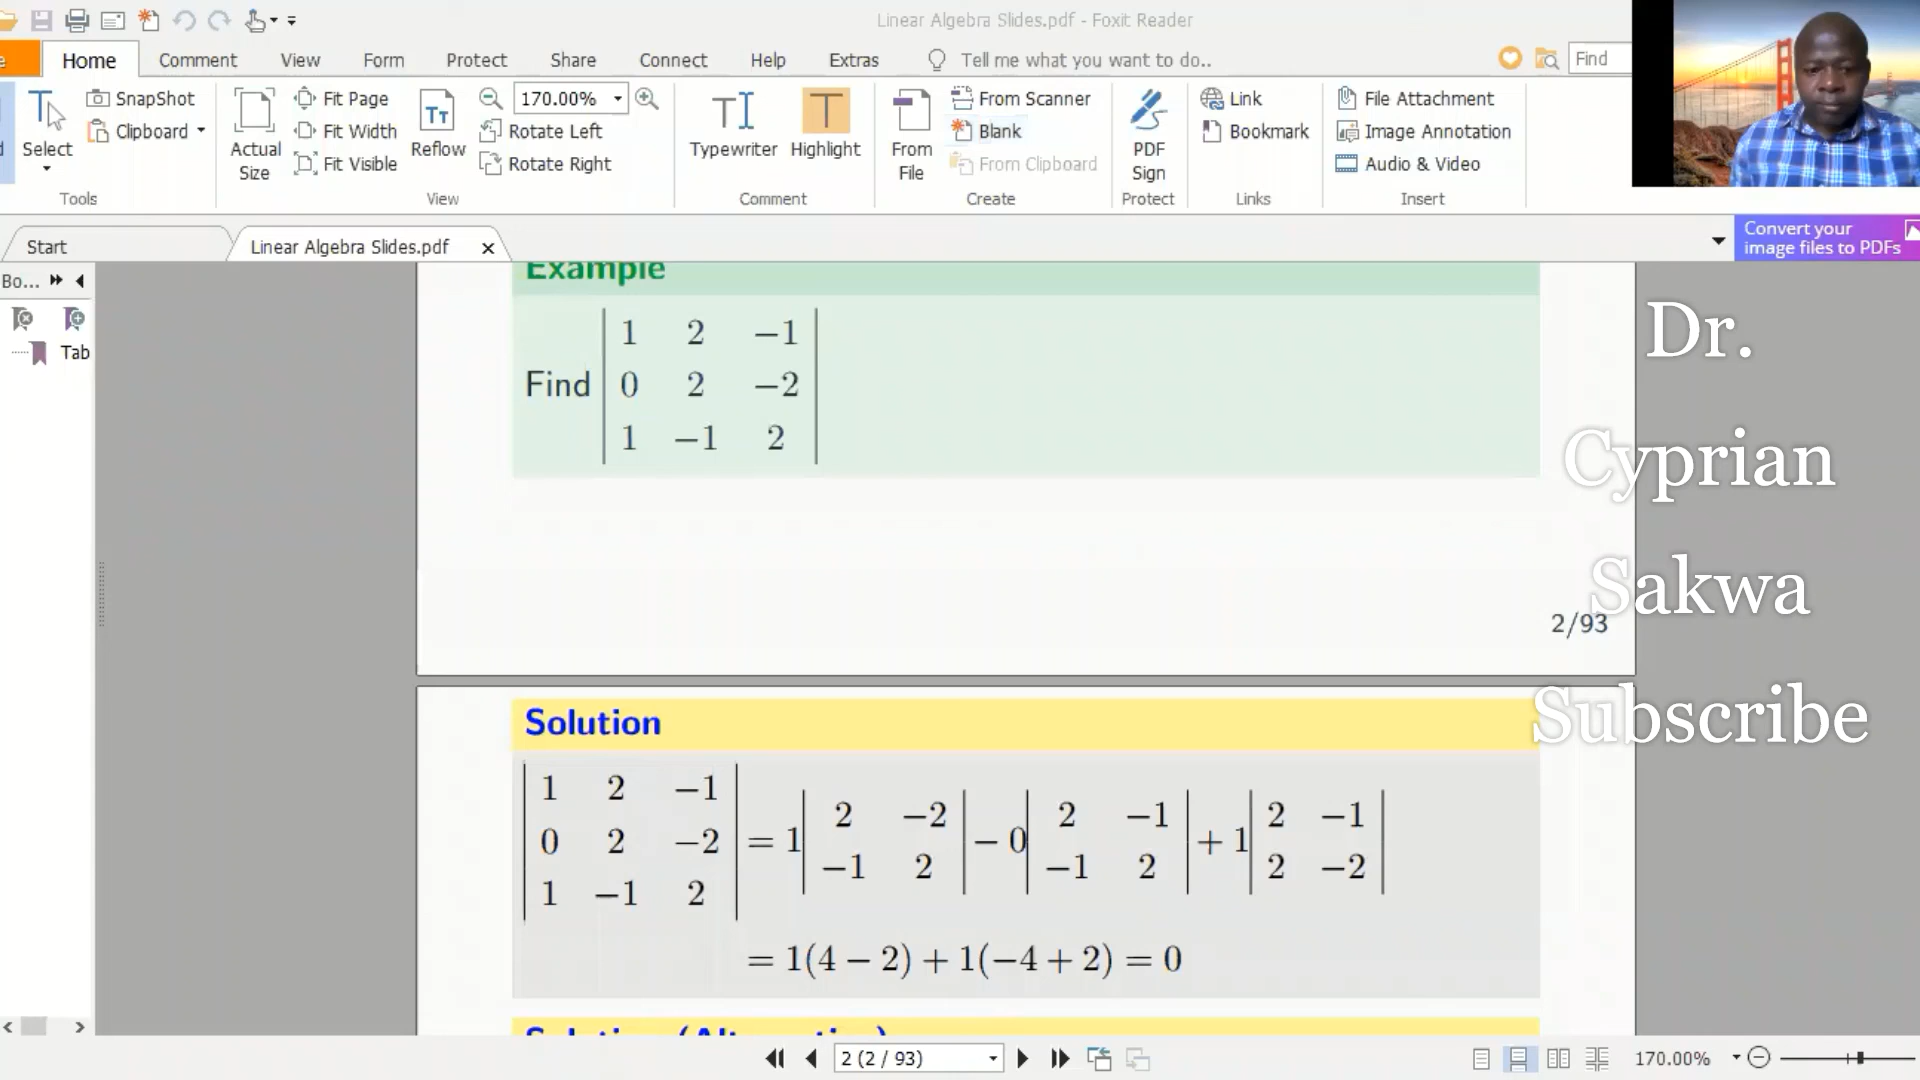 Linear Algebra Slides.pdf - Foxit Reader
Home Comment View Form Protect Share Connect Help Extras Tell me what you want to do.. Find
SnapShot Fit Page 170.00% From Scanner Link File Attachment
Clipboard Fit Width Rotate Left Blank Bookmark Image Annotation
Select Actual Size Fit Visible Reflow Rotate Right Typewriter Highlight From File From Clipboard PDF Sign Audio & Video
Tools View Comment Create Protect Links Insert
Start Linear Algebra Slides.pdf
Convert your
image files to PDFs
Bo...
Tab
Example
Find | 1 2 −1 |
| 0 2 −2 |
| 1 −1 2 |
2/93
Dr.
Cyprian
Sakwa
Subscribe
Solution
| 1 2 −1 |
| 0 2 −2 | = 1 | 2 −2 | − 0 | 2 −1 | + 1 | 2 −1 |
| 1 −1 2 | | −1 2 | | −1 2 | | 2 −2 |
= 1(4 − 2) + 1(−4 + 2) = 0
2 (2 / 93) 170.00%